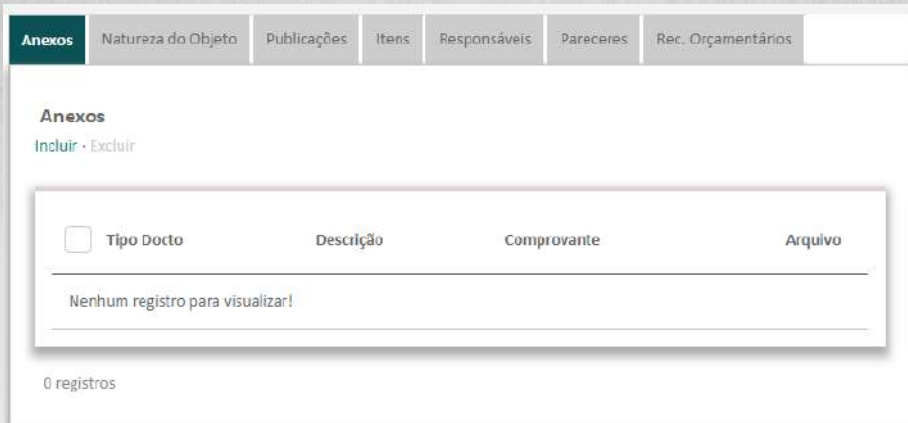 Anexos Natureza do Objeto Publicações Itens Responsáveis Pareceres Rec. Orçamentários
Anexos
Incluir · Excluir
Tipo Docto Descrição Comprovante Arquivo
Nenhum registro para visualizar!
0 registros